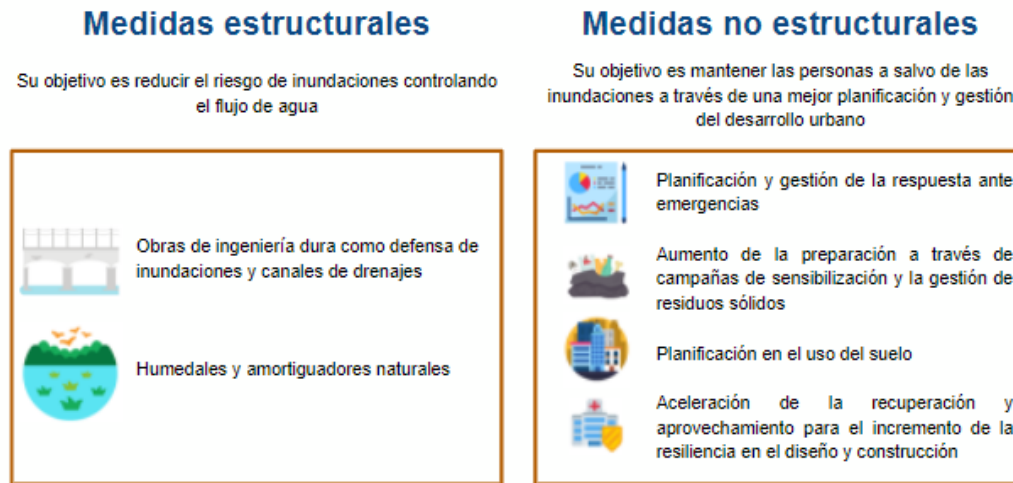 Medidas estructurales
Su objetivo es reducir el riesgo de inundaciones controlando
el flujo de agua
Obras de ingeniería dura como defensa de
inundaciones y canales de drenajes
Humedales y amortiguadores naturales
Medidas no estructurales
Su objetivo es mantener las personas a salvo de las
inundaciones a través de una mejor planificación y gestión
del desarrollo urbano
Planificación y gestión de la respuesta ante
emergencias
Aumento de la preparación a través de
campañas de sensibilización y la gestión de
residuos sólidos
Planificación en el uso del suelo
Aceleración de la recuperación y
aprovechamiento para el incremento de la
resiliencia en el diseño y construcción